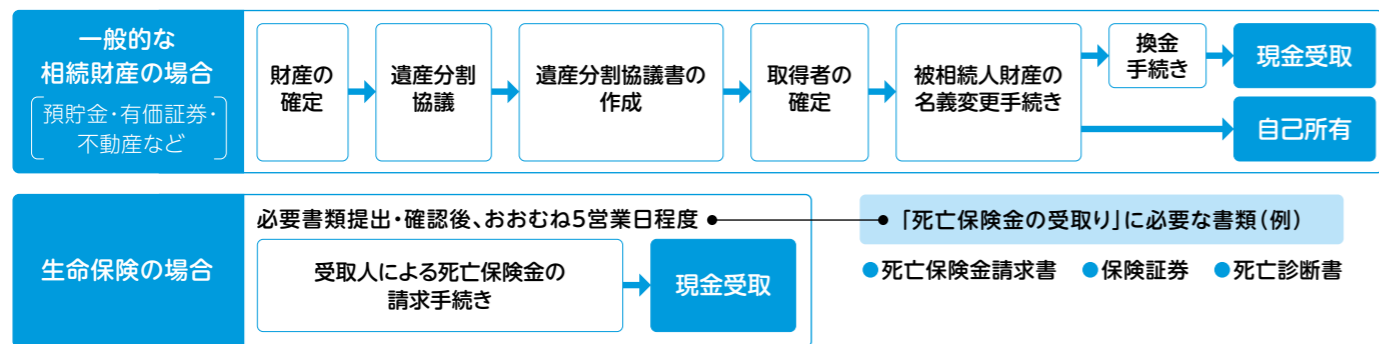 一般的な
相続財産の場合
預貯金・有価証券・
不動産など
財産の
確定
遺産分割
協議
遺産分割協議書の
作成
取得者の
確定
被相続人財産の
名義変更手続き
換金
手続き
現金受取
自己所有
生命保険の場合
必要書類提出・確認後、おおむね5営業日程度
受取人による死亡保険金の
請求手続き
現金受取
「死亡保険金の受取り」に必要な書類(例)
●死亡保険金請求書 ●保険証券 ●死亡診断書